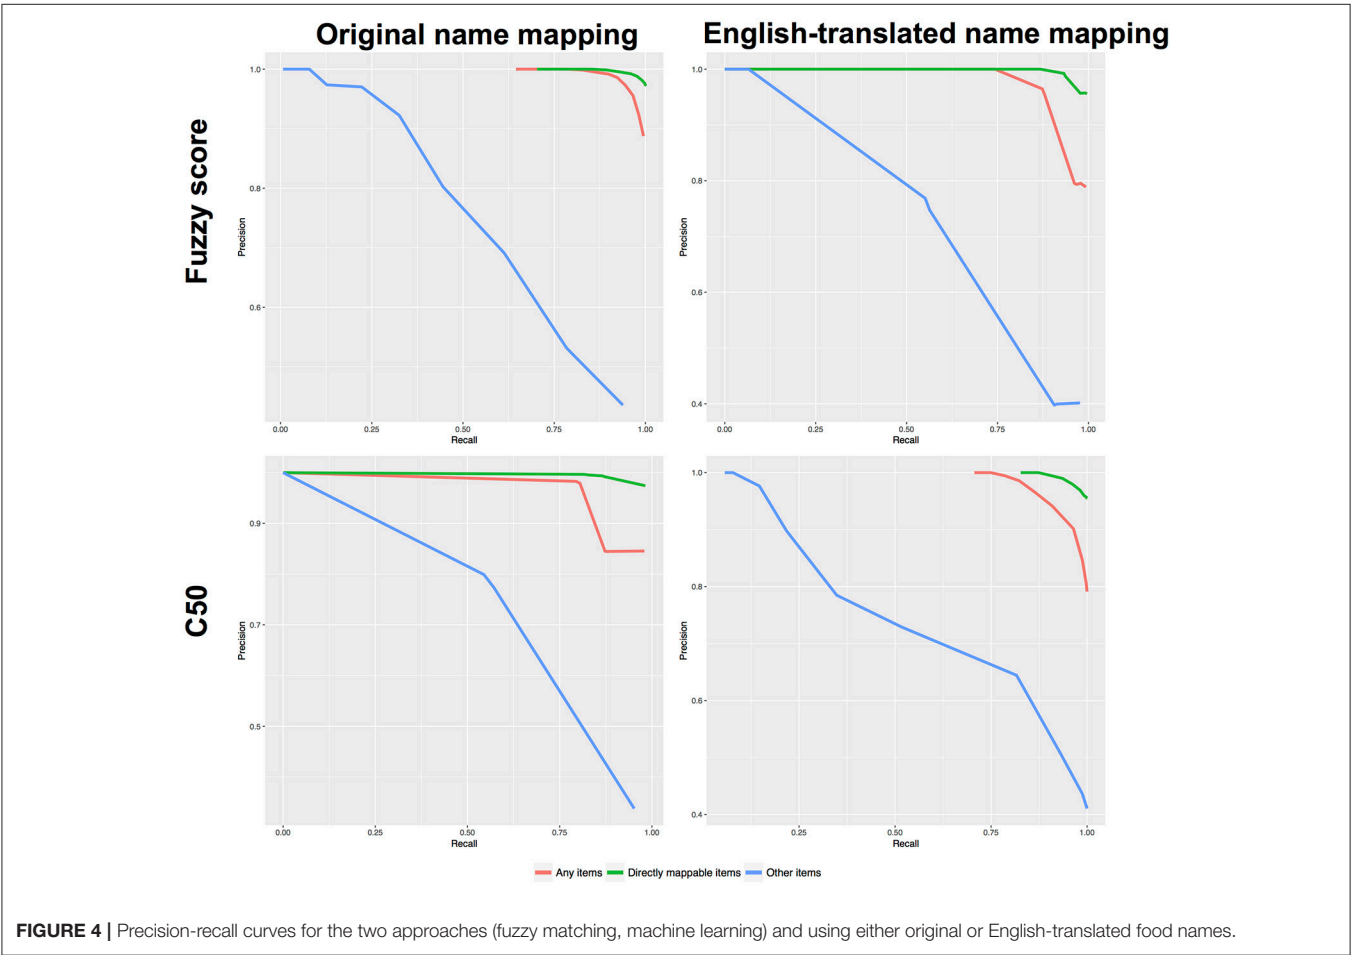 Original name mapping
English-translated name mapping
Fuzzy score
Precision
1.0
0.8
0.6
0.00 0.25 0.50 0.75 1.00
Recall
Precision
1.0
0.8
0.6
0.4
0.00 0.25 0.50 0.75 1.00
Recall
C50
Precision
0.9
0.7
0.5
0.00 0.25 0.50 0.75 1.00
Recall
Precision
1.0
0.8
0.6
0.4
0.25 0.50 0.75 1.00
Recall
Any items Directly mappable items Other items
FIGURE 4 | Precision-recall curves for the two approaches (fuzzy matching, machine learning) and using either original or English-translated food names.